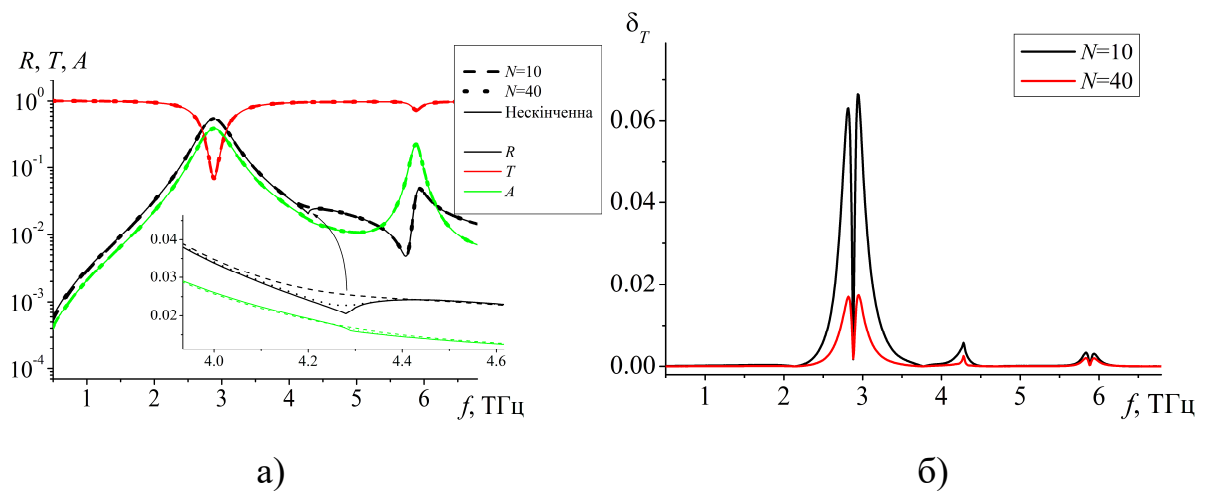 R, T, A
N=10
N=40
Нескінченна
R
T
A
10⁰
10⁻¹
10⁻²
10⁻³
10⁻⁴
0.04
0.03
0.02
4.0 4.2 4.4 4.6
1 2 3 4 5 6
f, ТГц
а)
δ_T
N=10
N=40
0.06
0.04
0.02
0.00
1 2 3 4 5 6
f, ТГц
б)